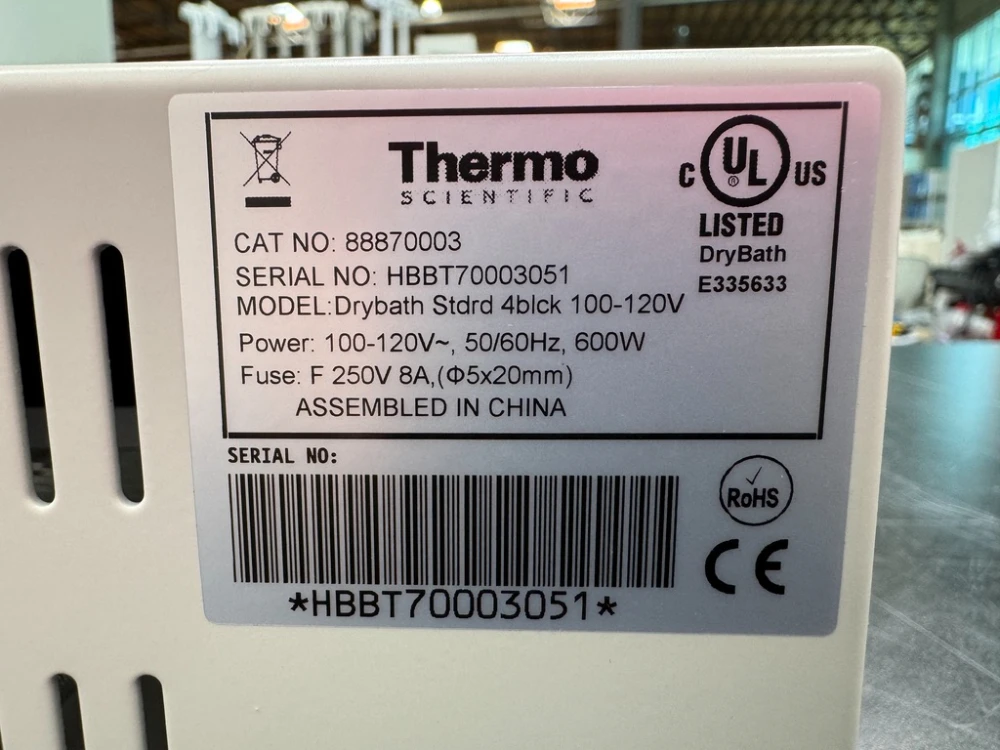 Thermo
SCIENTIFIC
C UL ® US
LISTED
DryBath
E335633
CAT NO: 88870003
SERIAL NO: HBBT70003051
MODEL:Drybath Stdrd 4blck 100-120V
Power: 100-120V~, 50/60Hz, 600W
Fuse: F 250V 8A,(Φ5x20mm)
ASSEMBLED IN CHINA
SERIAL NO:
*HBBT70003051*
RoHS
CE